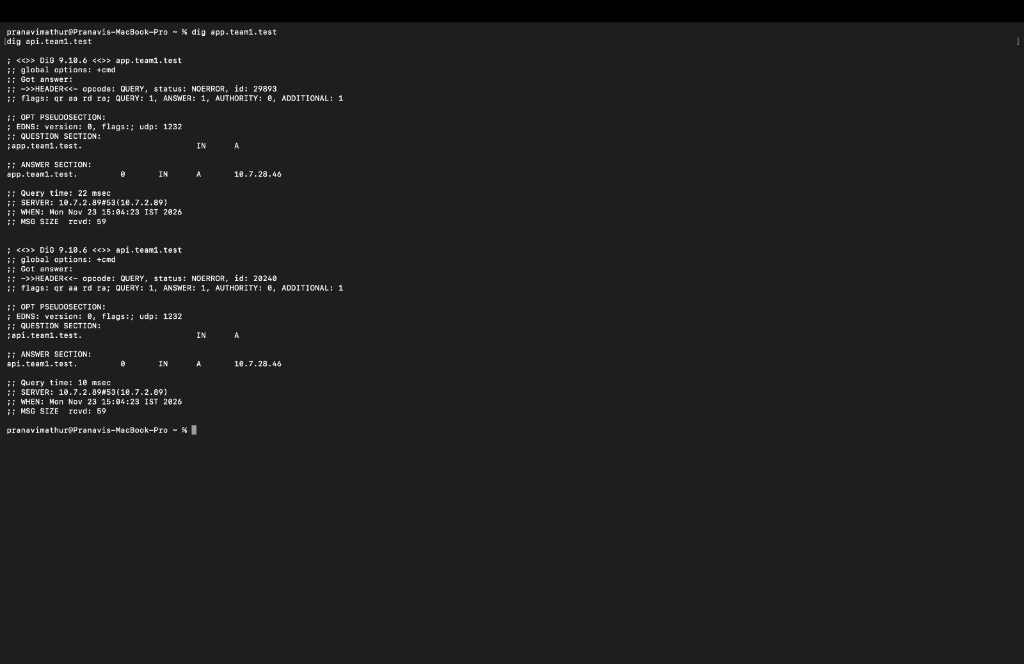 pranavimathur@Pranavis-MacBook-Pro ~ % dig app.team1.test
[dig api.team1.test ]

; <<>> DiG 9.10.6 <<>> app.team1.test
;; global options: +cmd
;; Got answer:
;; ->>HEADER<<- opcode: QUERY, status: NOERROR, id: 29893
;; flags: qr aa rd ra; QUERY: 1, ANSWER: 1, AUTHORITY: 0, ADDITIONAL: 1

;; OPT PSEUDOSECTION:
; EDNS: version: 0, flags:; udp: 1232
;; QUESTION SECTION:
;app.team1.test. IN A

;; ANSWER SECTION:
app.team1.test. 0 IN A 10.7.28.46

;; Query time: 22 msec
;; SERVER: 10.7.2.89#53(10.7.2.89)
;; WHEN: Mon Nov 23 15:04:23 IST 2026
;; MSG SIZE rcvd: 59

; <<>> DiG 9.10.6 <<>> api.team1.test
;; global options: +cmd
;; Got answer:
;; ->>HEADER<<- opcode: QUERY, status: NOERROR, id: 20240
;; flags: qr aa rd ra; QUERY: 1, ANSWER: 1, AUTHORITY: 0, ADDITIONAL: 1

;; OPT PSEUDOSECTION:
; EDNS: version: 0, flags:; udp: 1232
;; QUESTION SECTION:
;api.team1.test. IN A

;; ANSWER SECTION:
api.team1.test. 0 IN A 10.7.28.46

;; Query time: 10 msec
;; SERVER: 10.7.2.89#53(10.7.2.89)
;; WHEN: Mon Nov 23 15:04:23 IST 2026
;; MSG SIZE rcvd: 59

pranavimathur@Pranavis-MacBook-Pro ~ %